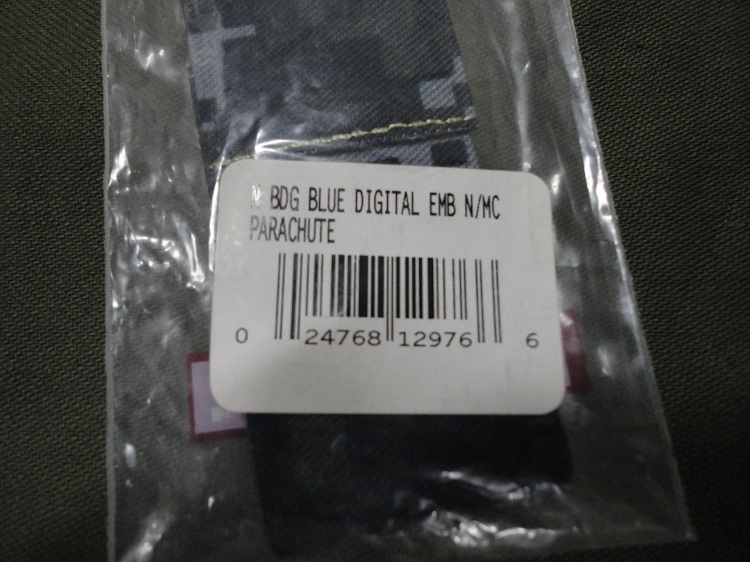 N BDG BLUE DIGITAL EMB N/MC
PARACHUTE
0 24768 12976 6